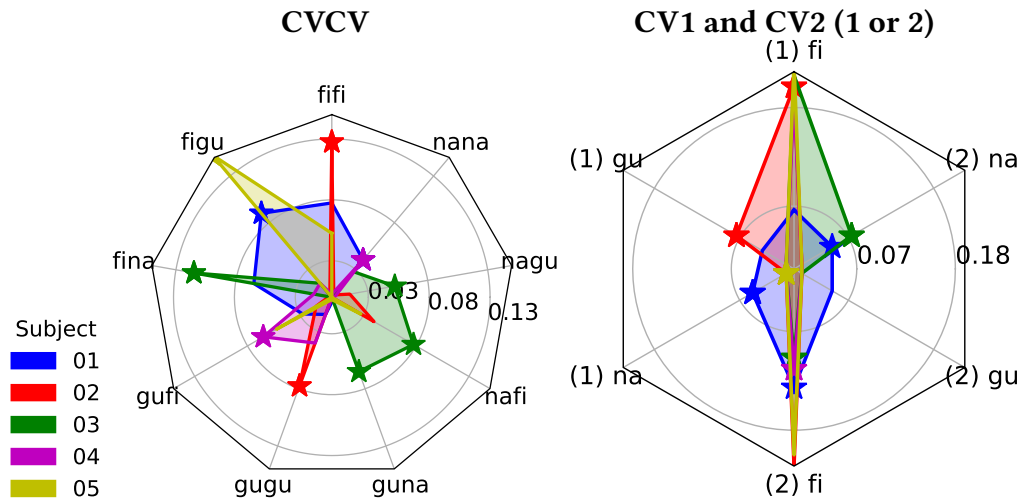 CVCV
fifi
nana
figu
nagu
fina
0.03
0.08
0.13
nafi
gufi
gugu
guna
Subject
01
02
03
04
05
CV1 and CV2 (1 or 2)
(1) fi
(1) gu
(2) na
0.07
0.18
(1) na
(2) gu
(2) fi